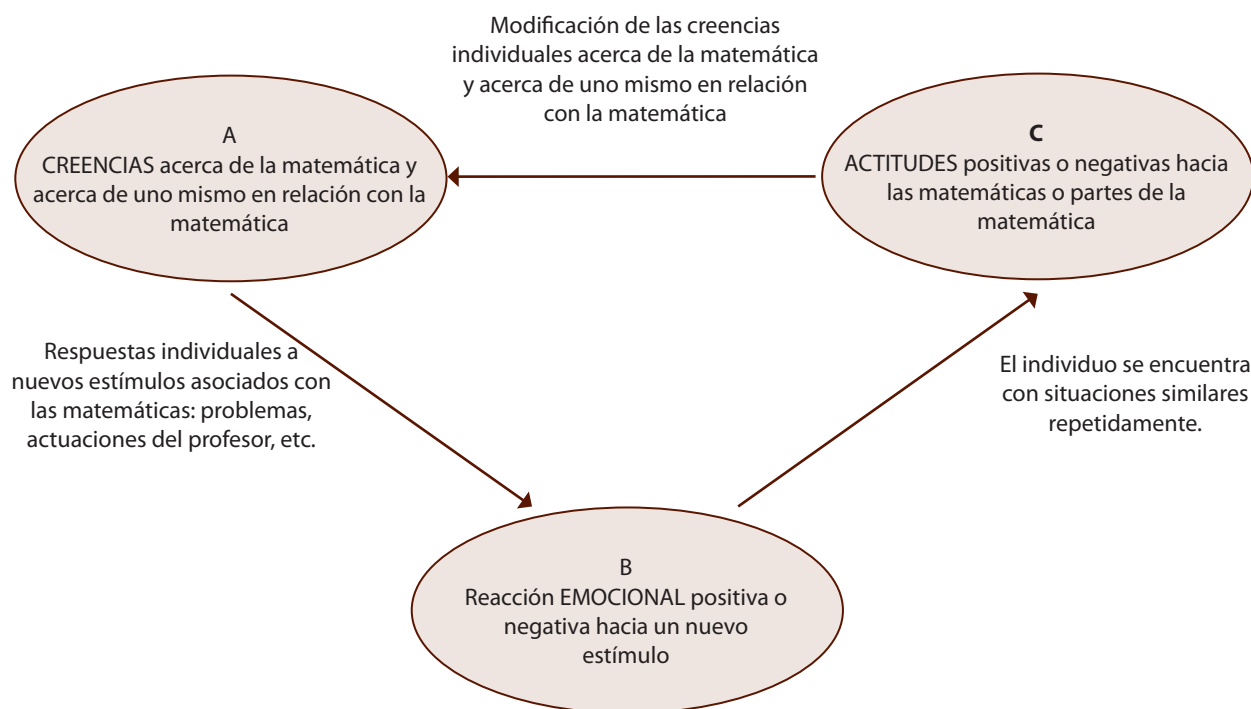 Modificación de las creencias
individuales acerca de la matemática
y acerca de uno mismo en relación
con la matemática
A
CREENCIAS acerca de la matemática y
acerca de uno mismo en relación con la
matemática
C
ACTITUDES positivas o negativas hacia
las matemáticas o partes de la
matemática
Respuestas individuales a
nuevos estímulos asociados con
las matemáticas: problemas,
actuaciones del profesor, etc.
El individuo se encuentra
con situaciones similares
repetidamente.
B
Reacción EMOCIONAL positiva o
negativa hacia un nuevo
estímulo